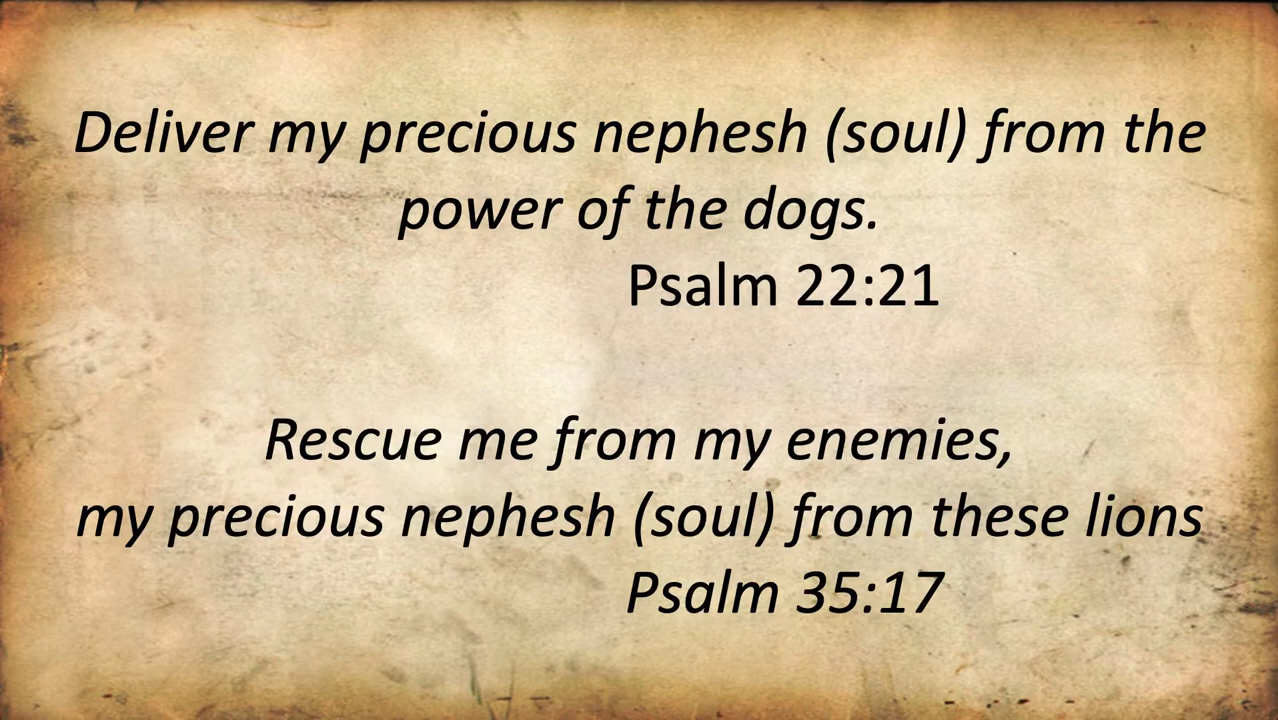 Deliver my precious nephesh (soul) from the
power of the dogs.
Psalm 22:21
Rescue me from my enemies,
my precious nephesh (soul) from these lions
Psalm 35:17